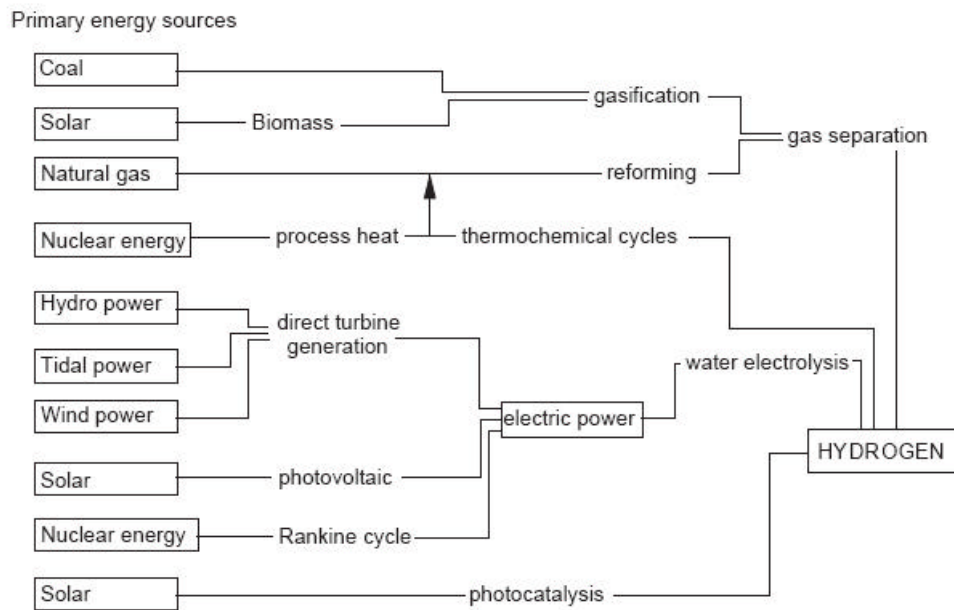 Primary energy sources
Coal
gasification
Solar
Biomass
gas separation
Natural gas
reforming
Nuclear energy
process heat
thermochemical cycles
Hydro power
direct turbine
generation
Tidal power
water electrolysis
Wind power
electric power
HYDROGEN
Solar
photovoltaic
Nuclear energy
Rankine cycle
Solar
photocatalysis